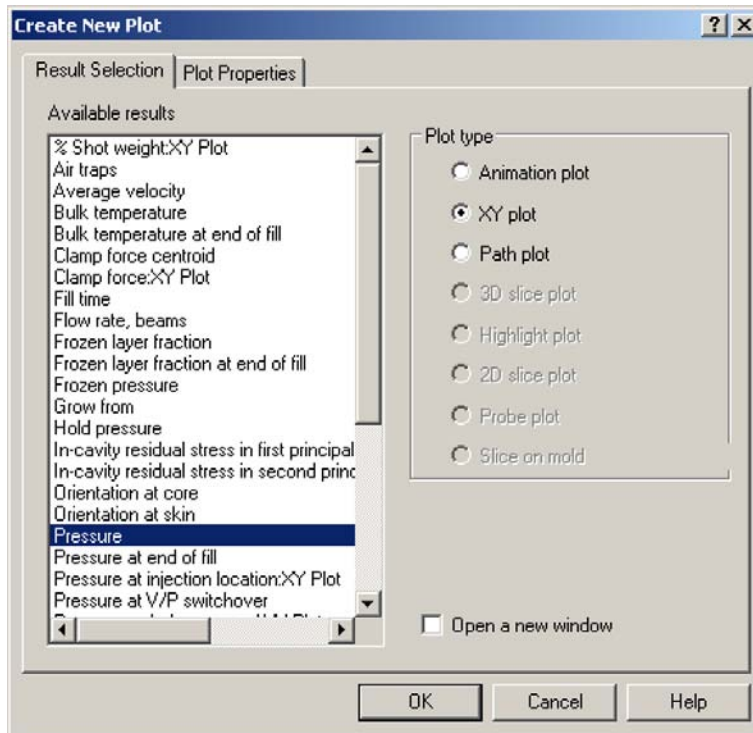 Create New Plot
Result Selection
Plot Properties
Available results
% Shot weight:XY Plot
Air traps
Average velocity
Bulk temperature
Bulk temperature at end of fill
Clamp force centroid
Clamp force:XY Plot
Fill time
Flow rate, beams
Frozen layer fraction
Frozen layer fraction at end of fill
Frozen pressure
Grow from
Hold pressure
In-cavity residual stress in first principal
In-cavity residual stress in second princ
Orientation at core
Orientation at skin
Pressure
Pressure at end of fill
Pressure at injection location:XY Plot
Pressure at V/P switchover
Plot type
Animation plot
XY plot
Path plot
3D slice plot
Highlight plot
2D slice plot
Probe plot
Slice on mold
Open a new window
OK
Cancel
Help